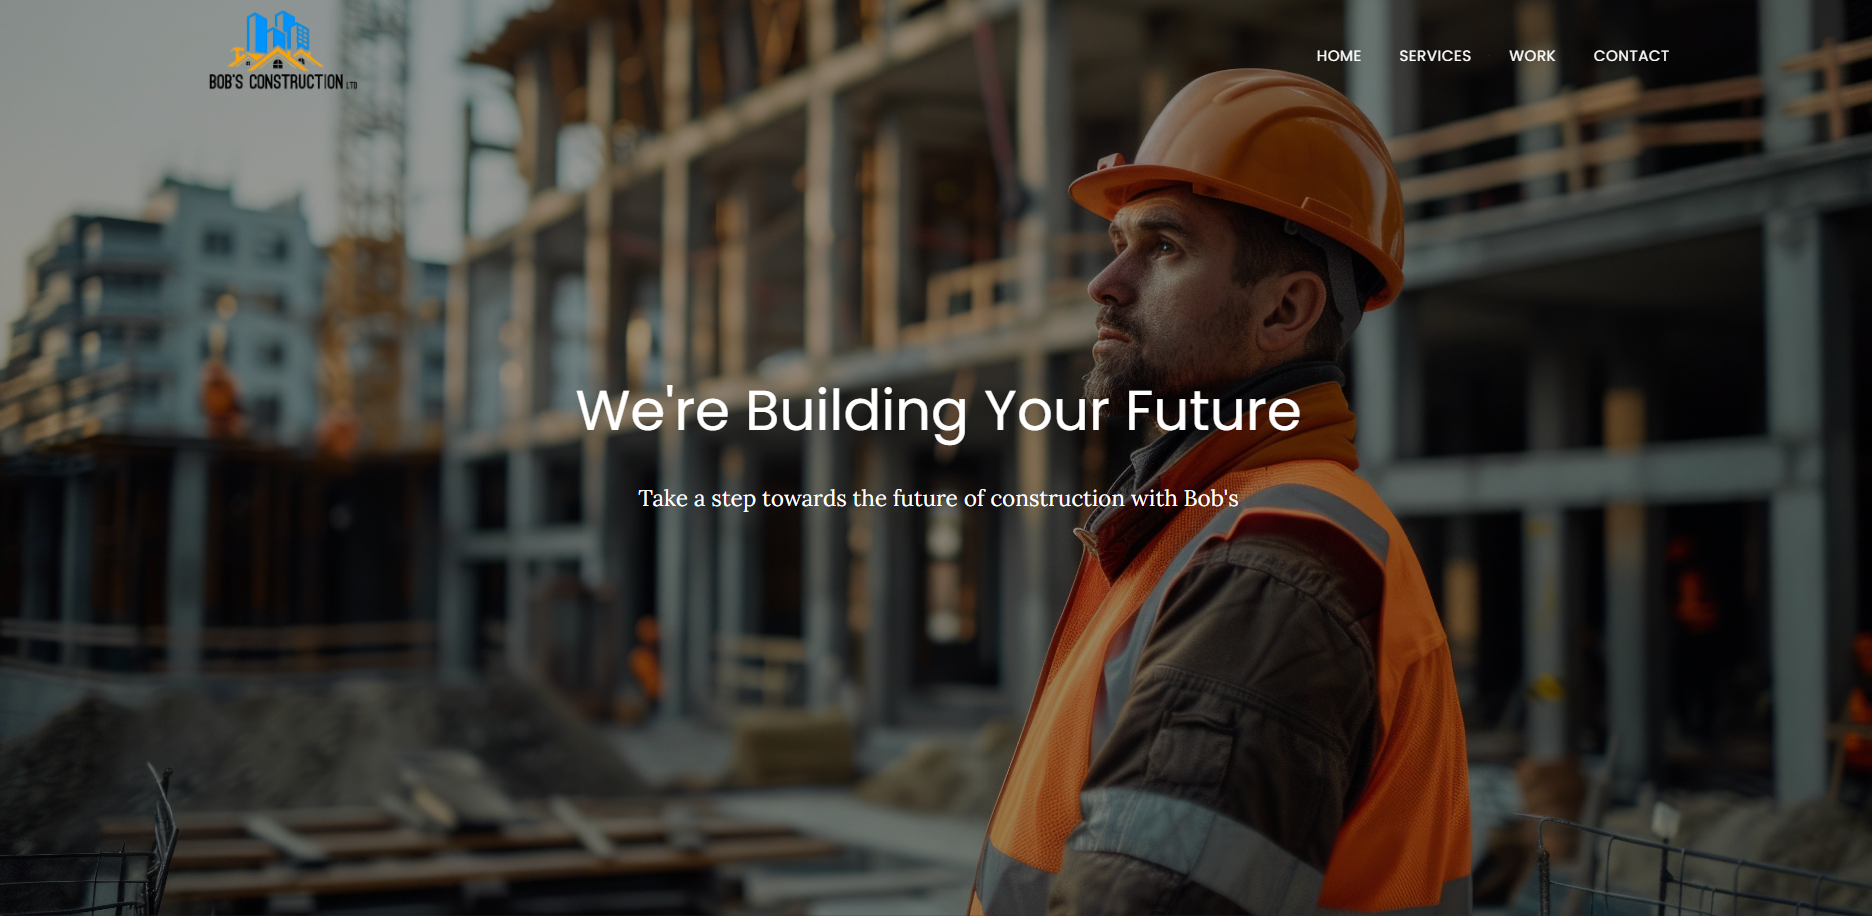 BOB'S CONSTRUCTION LTD
HOME SERVICES WORK CONTACT
We're Building Your Future
Take a step towards the future of construction with Bob's